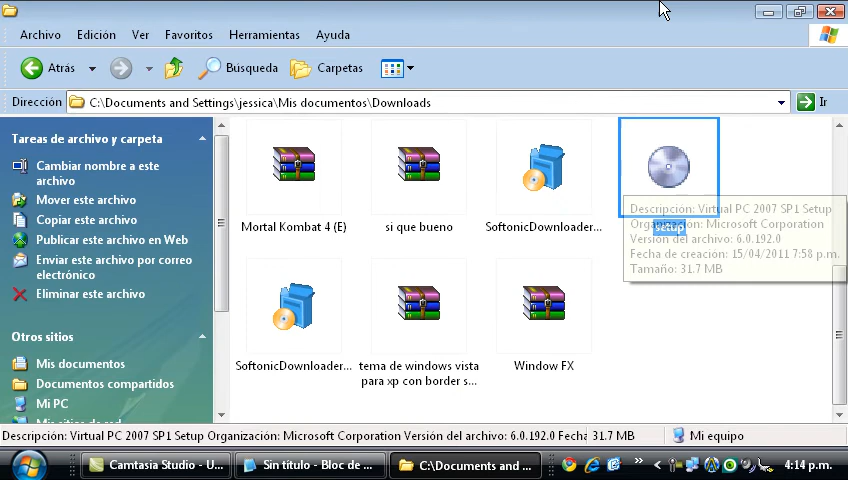 Archivo Edición Ver Favoritos Herramientas Ayuda
Atrás Búsqueda Carpetas
Dirección C:\Documents and Settings\jessica\Mis documentos\Downloads Ir
Tareas de archivo y carpeta
Cambiar nombre a este
archivo
Mover este archivo
Copiar este archivo
Publicar este archivo en Web
Enviar este archivo por correo
electrónico
Eliminar este archivo
Otros sitios
Mis documentos
Documentos compartidos
Mi PC
Mis sitios de red
Mortal Kombat 4 (E) si que bueno SoftonicDownloader... setup
Descripción: Virtual PC 2007 SP1 Setup
Organización: Microsoft Corporation
Versión del archivo: 6.0.192.0
Fecha de creación: 15/04/2011 7:58 p.m.
Tamaño: 31.7 MB
SoftonicDownloader... tema de windows vista
para xp con border s...
Window FX
Descripción: Virtual PC 2007 SP1 Setup Organización: Microsoft Corporation Versión del archivo: 6.0.192.0 Fecha 31.7 MB Mi equipo
Camtasia Studio - U... Sin título - Bloc de ... C:\Documents and ... 4:14 p.m.